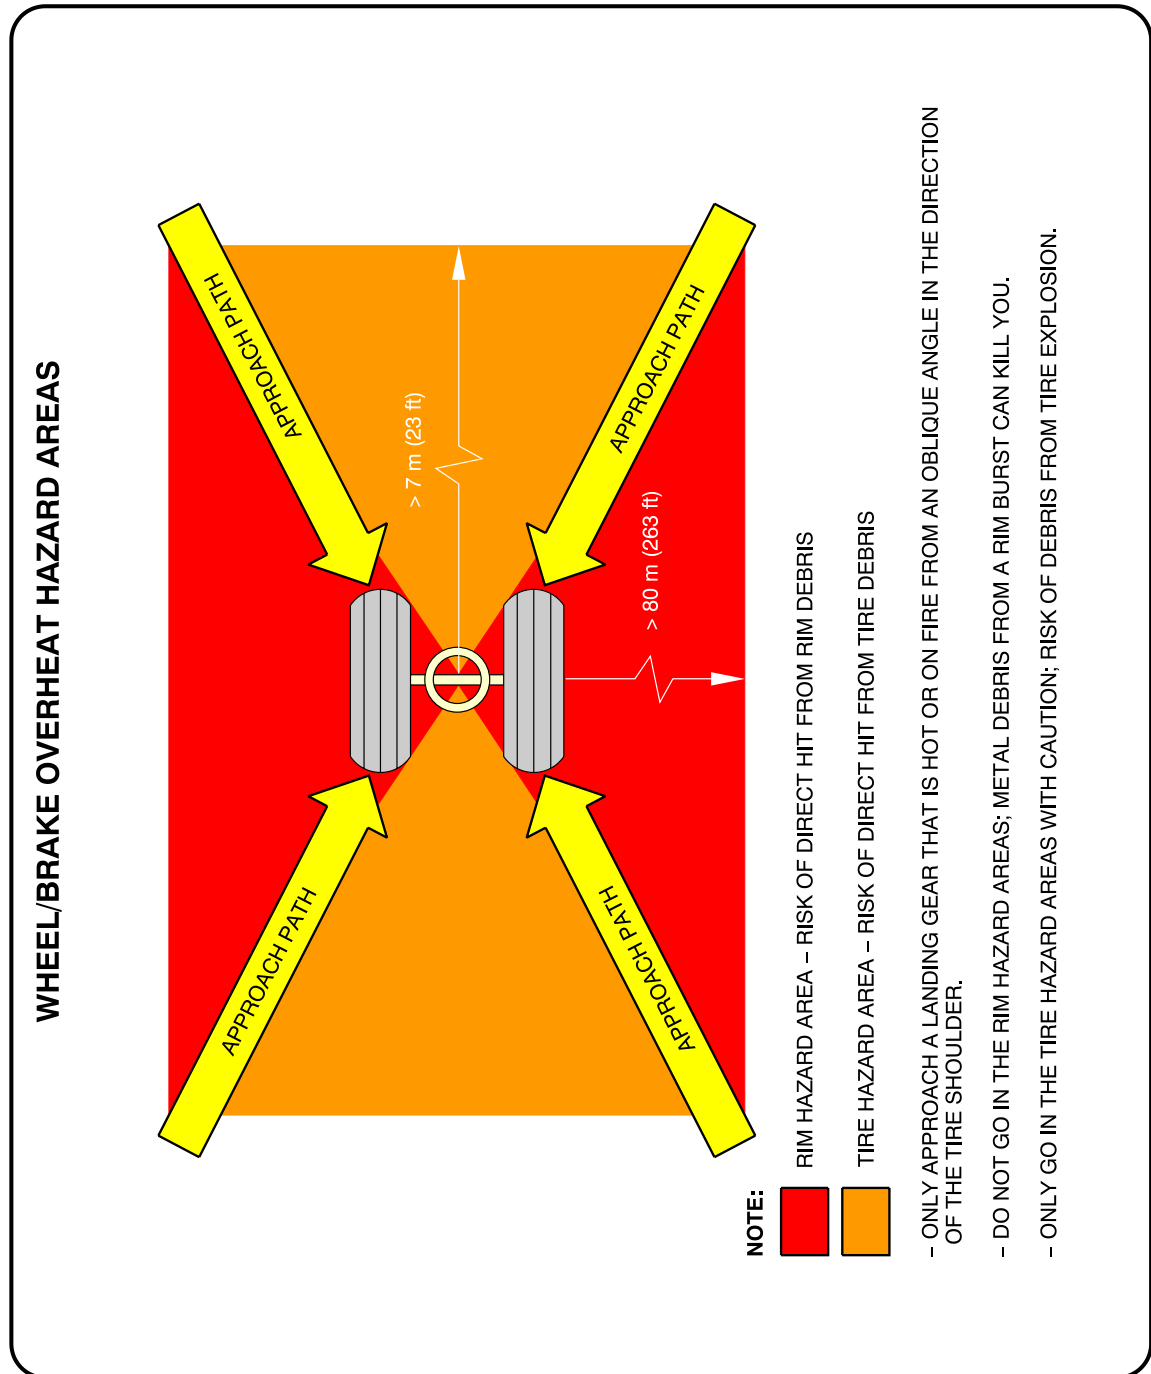 WHEEL/BRAKE OVERHEAT HAZARD AREAS
APPROACH PATH
APPROACH PATH
> 7 m (23 ft)
> 80 m (263 ft)
APPROACH PATH
APPROACH PATH
NOTE:
RIM HAZARD AREA – RISK OF DIRECT HIT FROM RIM DEBRIS
TIRE HAZARD AREA – RISK OF DIRECT HIT FROM TIRE DEBRIS
– ONLY APPROACH A LANDING GEAR THAT IS HOT OR ON FIRE FROM AN OBLIQUE ANGLE IN THE DIRECTION
OF THE TIRE SHOULDER.
– DO NOT GO IN THE RIM HAZARD AREAS; METAL DEBRIS FROM A RIM BURST CAN KILL YOU.
– ONLY GO IN THE TIRE HAZARD AREAS WITH CAUTION; RISK OF DEBRIS FROM TIRE EXPLOSION.